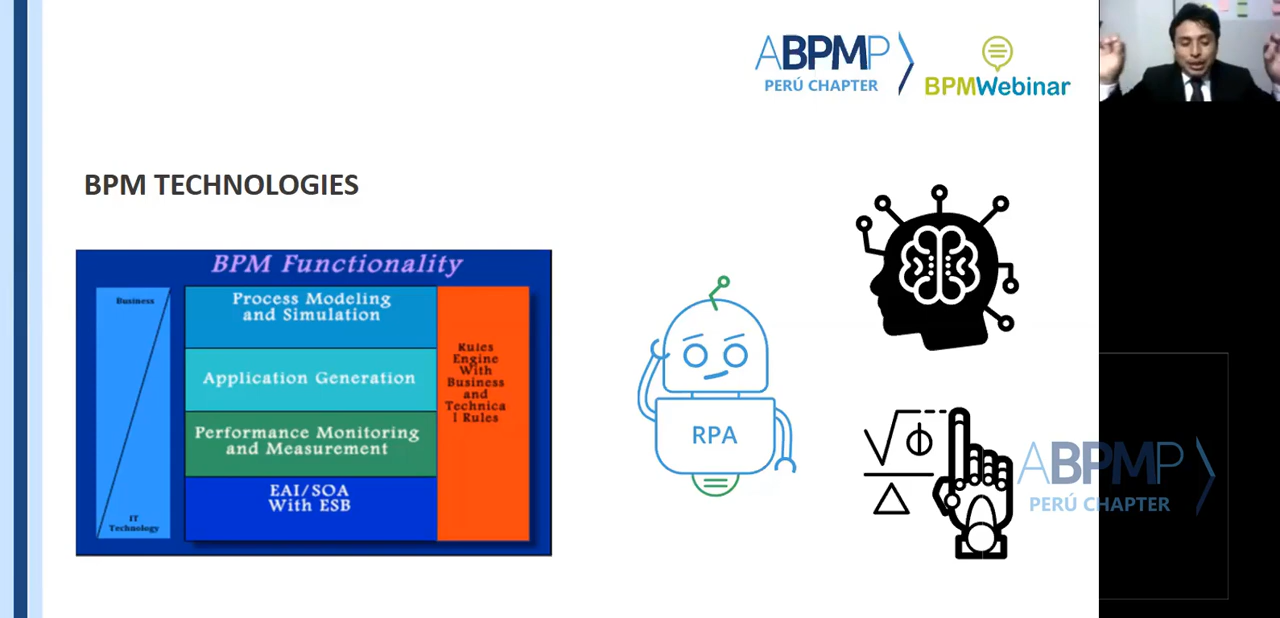 ABPMP
PERÚ CHAPTER
BPMWebinar
BPM TECHNOLOGIES
BPM Functionality
Business
IT
Technology
Process Modeling
and Simulation
Application Generation
Performance Monitoring
and Measurement
EAI/SOA
With ESB
Rules
Engine
With
Business
and
Technica
l Rules
RPA
ABPMP
PERÚ CHAPTER